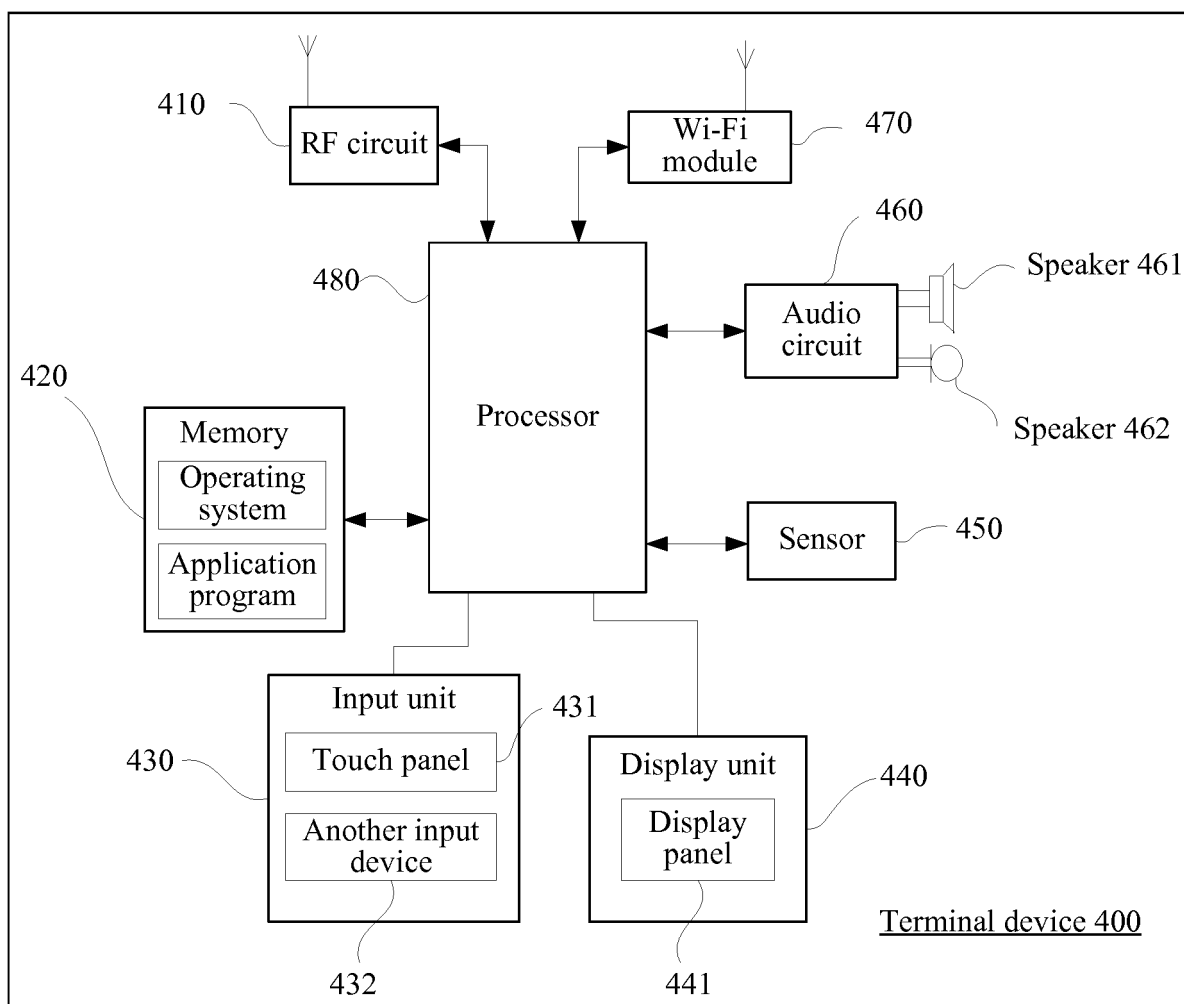 410
RF circuit
Wi-Fi
module
470
460
480
Audio
circuit
Speaker 461
Speaker 462
Processor
420
Memory
Operating
system
Application
program
Sensor
450
Input unit
431
Touch panel
430
Another input
device
432
Display unit
440
Display
panel
441
Terminal device 400